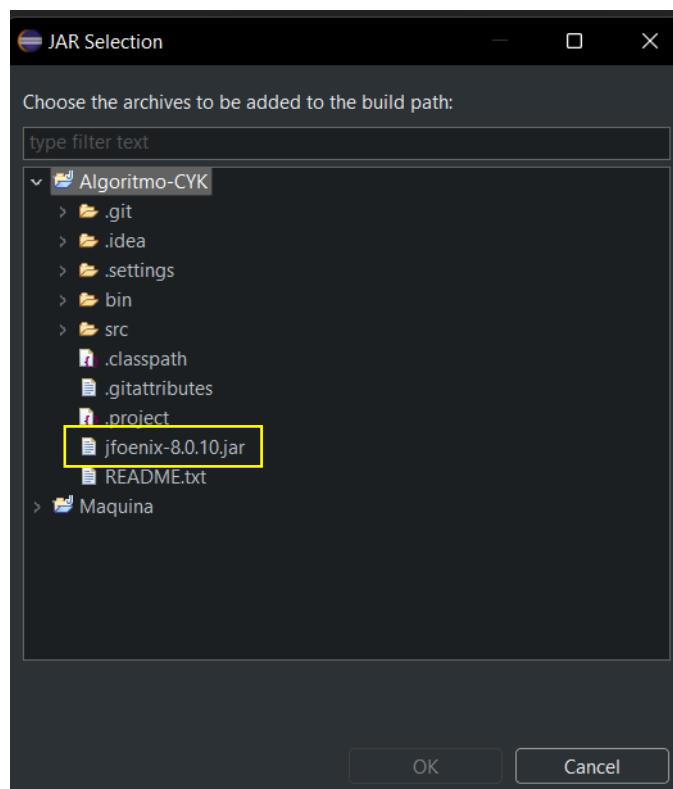 JAR Selection
Choose the archives to be added to the build path:
type filter text
Algoritmo-CYK
.git
.idea
.settings
bin
src
.classpath
.gitattributes
.project
jfoenix-8.0.10.jar
README.txt
Maquina
OK
Cancel